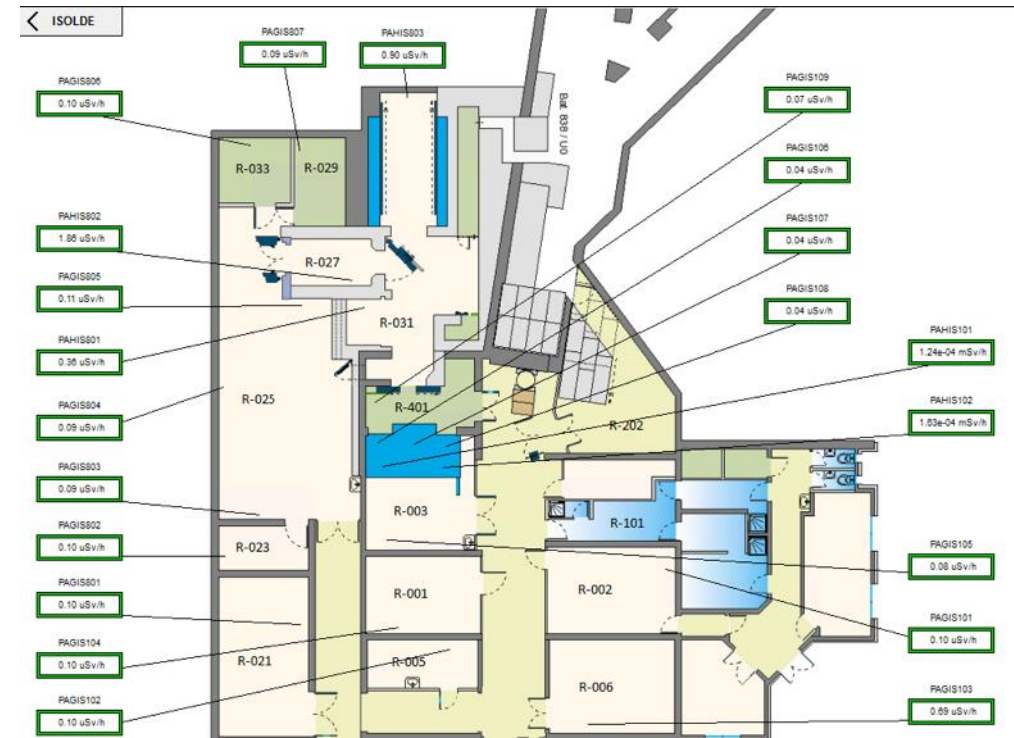 ISOLDE
PAGIS807
0.09 uSv/h
PAHIS803
0.90 uSv/h
PAGIS806
0.10 uSv/h
PAGIS109
0.07 uSv/h
Bat. 838 / U0
R-033
R-029
PAGIS106
0.04 uSv/h
PAHIS802
1.86 uSv/h
PAGIS107
0.04 uSv/h
R-027
PAGIS805
0.11 uSv/h
PAGIS108
0.04 uSv/h
R-031
PAHIS801
0.36 uSv/h
PAHIS101
1.24e-04 mSv/h
R-025
R-401
PAGIS804
0.09 uSv/h
R-202
PAHIS102
1.63e-04 mSv/h
PAGIS803
0.09 uSv/h
R-003
R-101
PAGIS802
0.10 uSv/h
R-023
PAGIS105
0.08 uSv/h
PAGIS801
0.10 uSv/h
R-001
R-002
PAGIS101
0.10 uSv/h
PAGIS104
0.10 uSv/h
R-021
R-005
R-006
PAGIS102
0.10 uSv/h
PAGIS103
0.69 uSv/h